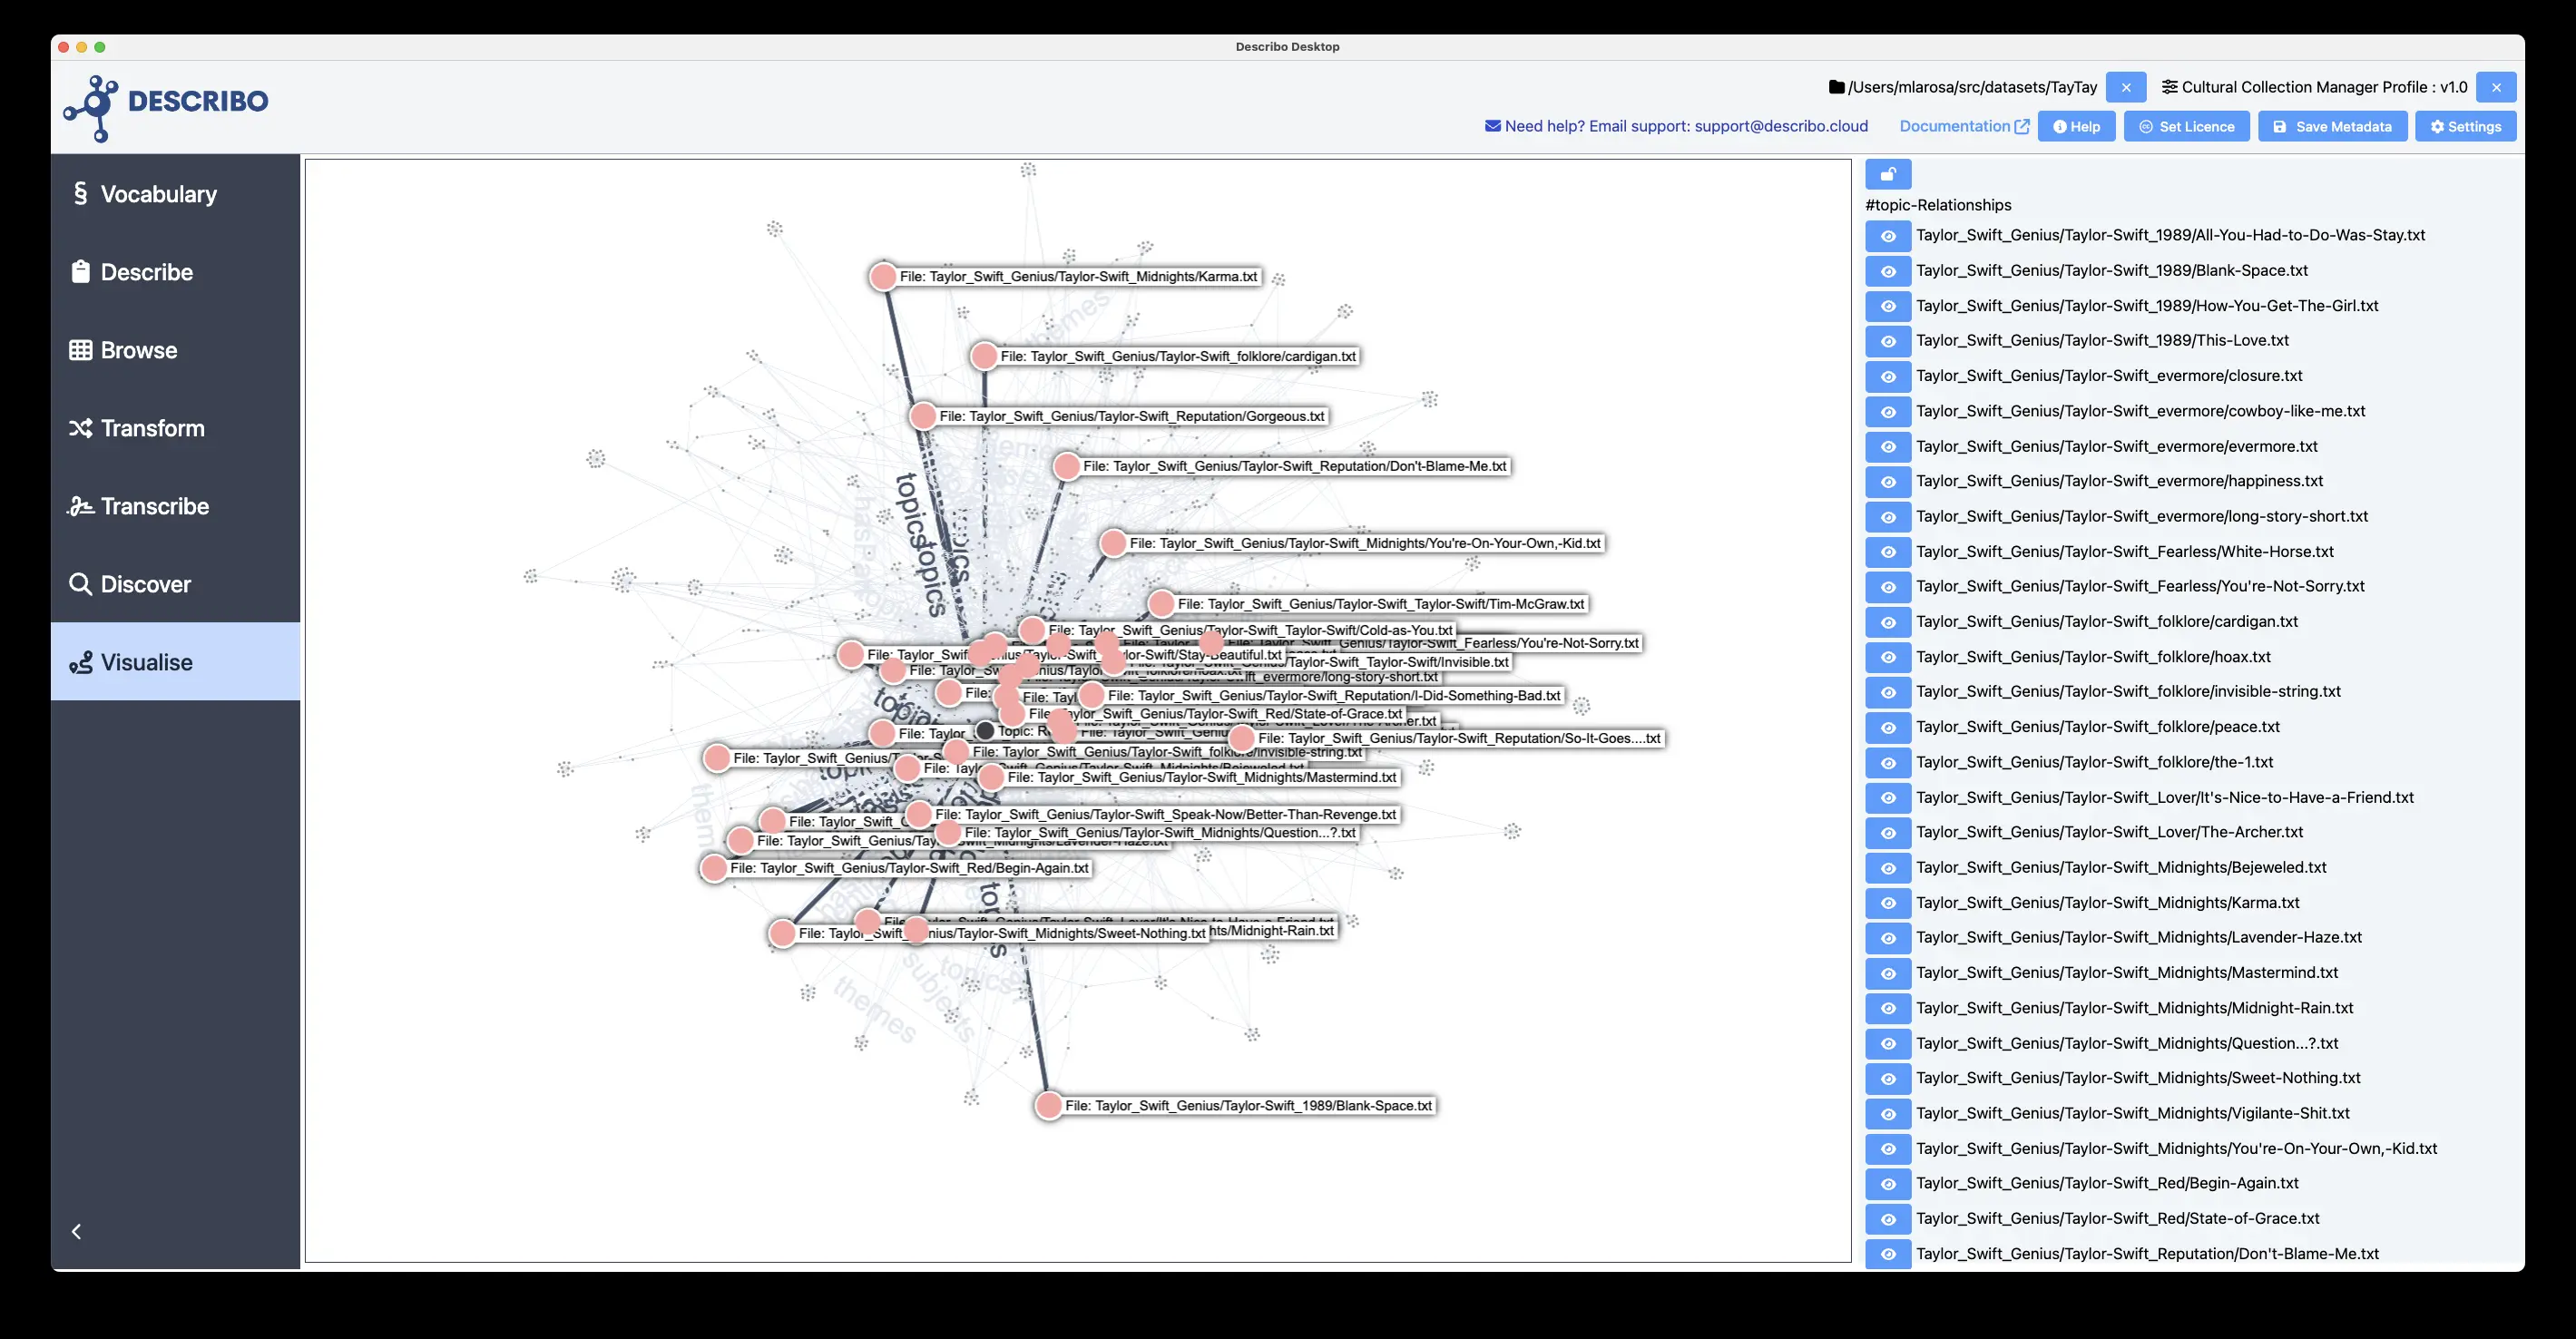 Describo Desktop
DESCRIBO
/Users/mlarosa/src/datasets/TayTay
Cultural Collection Manager Profile : v1.0
Need help? Email support: support@describo.cloud
Documentation
Help
Set Licence
Save Metadata
Settings
Vocabulary
Describe
Browse
Transform
Transcribe
Discover
Visualise
File: Taylor_Swift_Genius/Taylor-Swift_Midnights/Karma.txt
themes
File: Taylor_Swift_Genius/Taylor-Swift_folklore/cardigan.txt
File: Taylor_Swift_Genius/Taylor-Swift_Reputation/Gorgeous.txt
File: Taylor_Swift_Genius/Taylor-Swift_Reputation/Don't-Blame-Me.txt
topics
topics
File: Taylor_Swift_Genius/Taylor-Swift_Midnights/You're-On-Your-Own,-Kid.txt
File: Taylor_Swift_Genius/Taylor-Swift_Taylor-Swift/Tim-McGraw.txt
File: Taylor_Swift_Genius/Taylor-Swift_Taylor-Swift/Cold-as-You.txt
Genius/Taylor-Swift_Fearless/You're-Not-Sorry.txt
File: Taylor_Swift
/Taylor-Swift_
Swift/Stay-Beautiful.txt
/Taylor-Swift_Taylor-Swift/Invisible.txt
evermore/long-story-short.txt
File: Taylor_Swift_Genius/Taylor-Swift_Reputation/I-Did-Something-Bad.txt
File: Taylor_Swift_Genius/Taylor-Swift_Red/State-of-Grace.txt
File: Taylor_Swift_Genius/Taylor-Swift_Reputation/So-It-Goes....txt
File: Taylor_Swift_Genius/Taylor-Swift_folklore/invisible-string.txt
File: Taylor_Swift_Genius/
File: Taylor_Swift_Genius/Taylor-Swift_Midnights/Mastermind.txt
File: Taylor_Swift_Genius/Taylor-Swift_Speak-Now/Better-Than-Revenge.txt
File: Taylor_Swift_Genius/Taylor-Swift_Midnights/Question...?.txt
File: Taylor_Swift_Genius/Taylor-Swift_Red/Begin-Again.txt
File: Taylor_Swift_Genius/Taylor-Swift_Midnights/Sweet-Nothing.txt
/Midnight-Rain.txt
topics
subjects
themes
File: Taylor_Swift_Genius/Taylor-Swift_1989/Blank-Space.txt
#topic-Relationships
Taylor_Swift_Genius/Taylor-Swift_1989/All-You-Had-to-Do-Was-Stay.txt
Taylor_Swift_Genius/Taylor-Swift_1989/Blank-Space.txt
Taylor_Swift_Genius/Taylor-Swift_1989/How-You-Get-The-Girl.txt
Taylor_Swift_Genius/Taylor-Swift_1989/This-Love.txt
Taylor_Swift_Genius/Taylor-Swift_evermore/closure.txt
Taylor_Swift_Genius/Taylor-Swift_evermore/cowboy-like-me.txt
Taylor_Swift_Genius/Taylor-Swift_evermore/evermore.txt
Taylor_Swift_Genius/Taylor-Swift_evermore/happiness.txt
Taylor_Swift_Genius/Taylor-Swift_evermore/long-story-short.txt
Taylor_Swift_Genius/Taylor-Swift_Fearless/White-Horse.txt
Taylor_Swift_Genius/Taylor-Swift_Fearless/You're-Not-Sorry.txt
Taylor_Swift_Genius/Taylor-Swift_folklore/cardigan.txt
Taylor_Swift_Genius/Taylor-Swift_folklore/hoax.txt
Taylor_Swift_Genius/Taylor-Swift_folklore/invisible-string.txt
Taylor_Swift_Genius/Taylor-Swift_folklore/peace.txt
Taylor_Swift_Genius/Taylor-Swift_folklore/the-1.txt
Taylor_Swift_Genius/Taylor-Swift_Lover/It's-Nice-to-Have-a-Friend.txt
Taylor_Swift_Genius/Taylor-Swift_Lover/The-Archer.txt
Taylor_Swift_Genius/Taylor-Swift_Midnights/Bejeweled.txt
Taylor_Swift_Genius/Taylor-Swift_Midnights/Karma.txt
Taylor_Swift_Genius/Taylor-Swift_Midnights/Lavender-Haze.txt
Taylor_Swift_Genius/Taylor-Swift_Midnights/Mastermind.txt
Taylor_Swift_Genius/Taylor-Swift_Midnights/Midnight-Rain.txt
Taylor_Swift_Genius/Taylor-Swift_Midnights/Question...?.txt
Taylor_Swift_Genius/Taylor-Swift_Midnights/Sweet-Nothing.txt
Taylor_Swift_Genius/Taylor-Swift_Midnights/Vigilante-Shit.txt
Taylor_Swift_Genius/Taylor-Swift_Midnights/You're-On-Your-Own,-Kid.txt
Taylor_Swift_Genius/Taylor-Swift_Red/Begin-Again.txt
Taylor_Swift_Genius/Taylor-Swift_Red/State-of-Grace.txt
Taylor_Swift_Genius/Taylor-Swift_Reputation/Don't-Blame-Me.txt